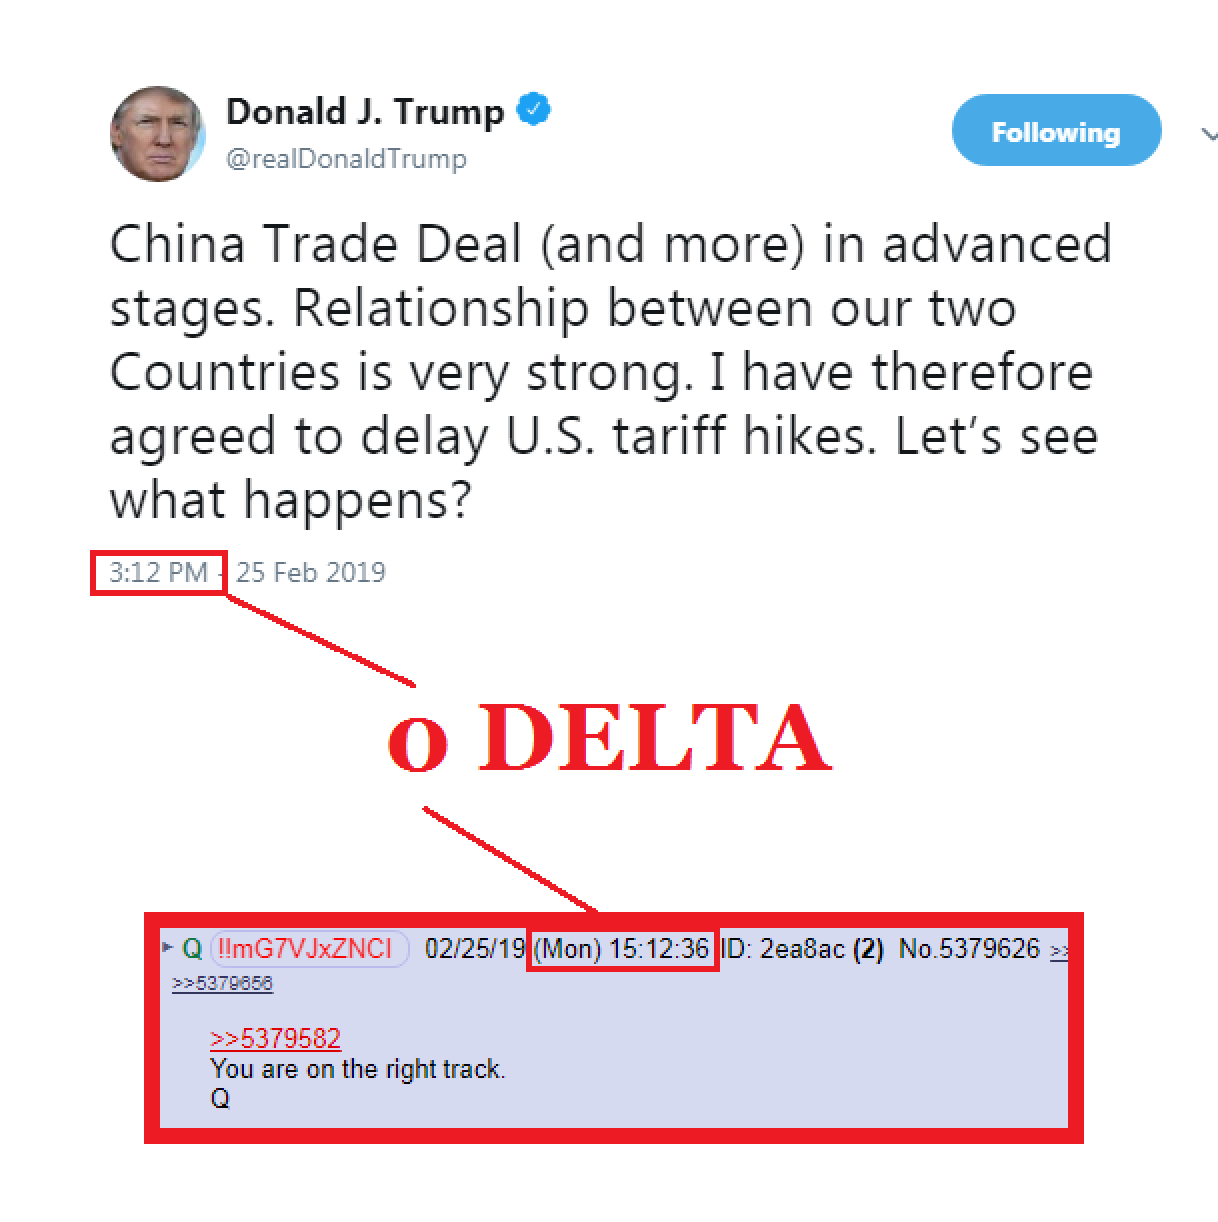 Donald J. Trump
@realDonaldTrump
Following
China Trade Deal (and more) in advanced
stages. Relationship between our two
Countries is very strong. I have therefore
agreed to delay U.S. tariff hikes. Let’s see
what happens?
3:12 PM - 25 Feb 2019
0 DELTA
Q !!mG7VJxZNCI 02/25/19 (Mon) 15:12:36 ID: 2ea8ac (2) No.5379626 >>
>>5379656
>>5379582
You are on the right track.
Q